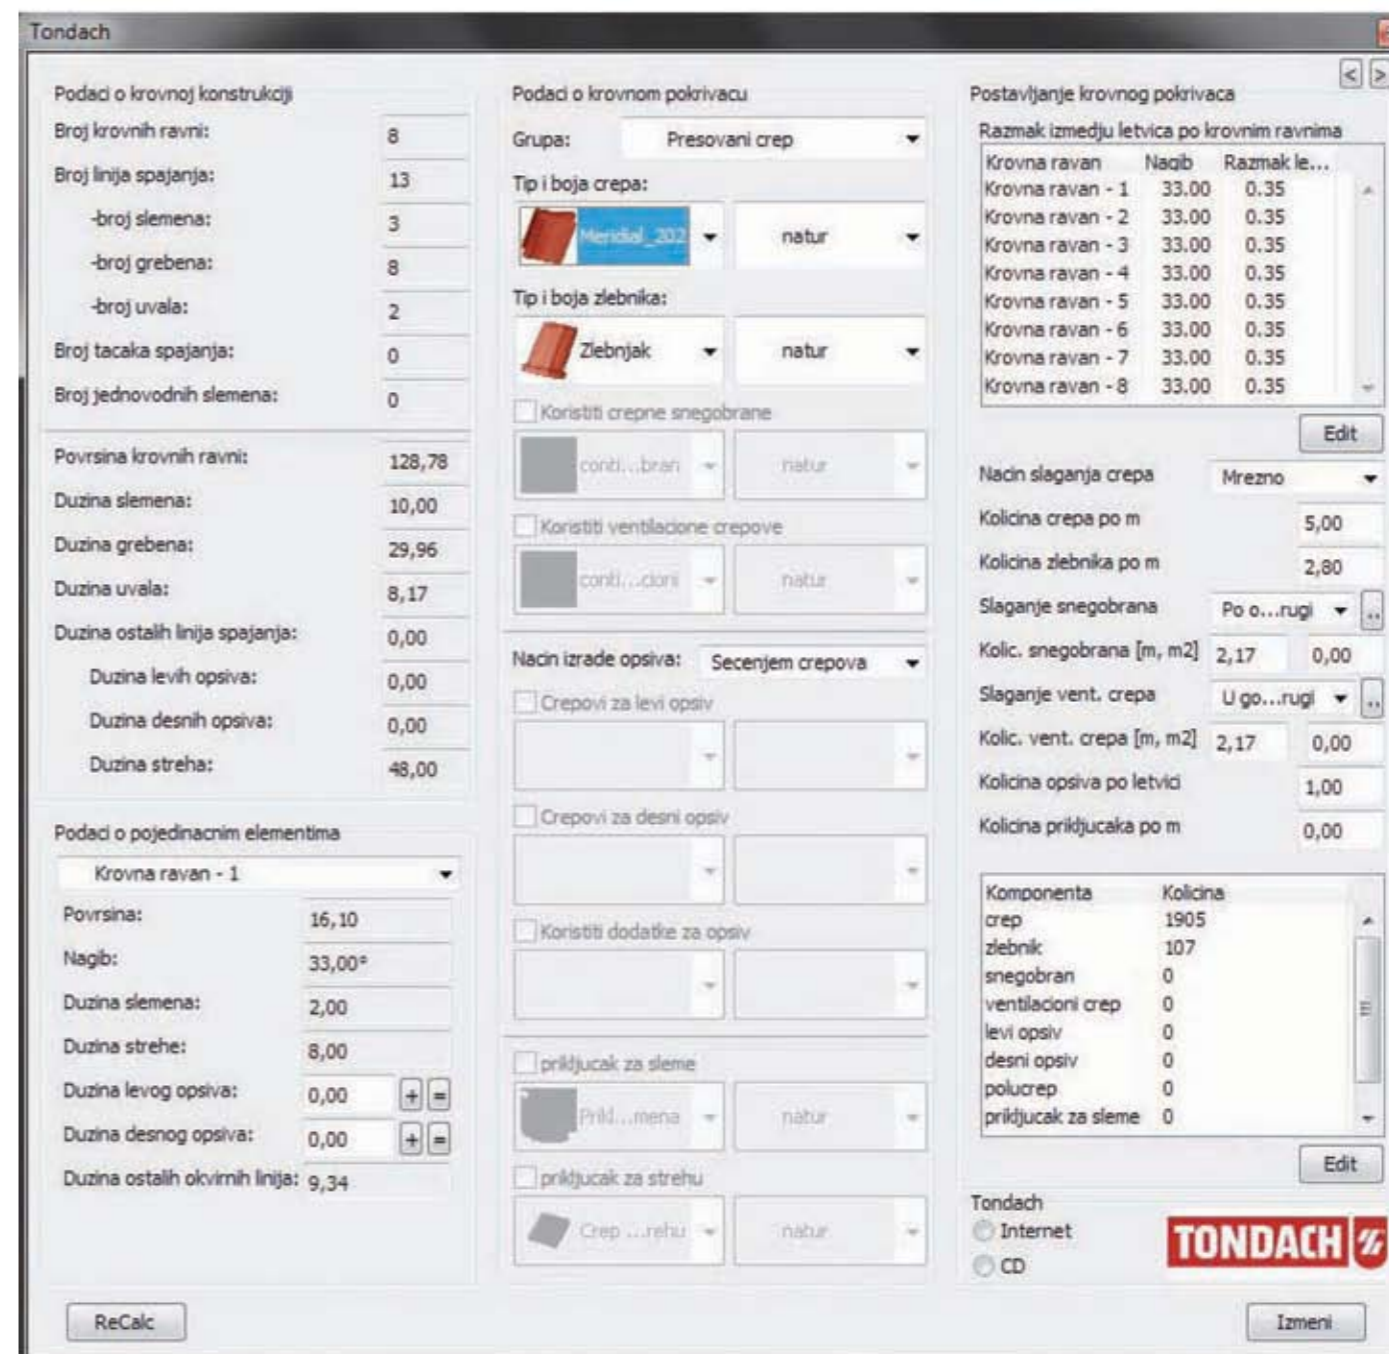 Tondach
< >
Podaci o krovnoj konstrukciji
Broj krovnih ravni: 8
Broj linija spajanja: 13
-broj slemena: 3
-broj grebena: 8
-broj uvala: 2
Broj tacaka spajanja: 0
Broj jednovodnih slemena: 0
Povrsina krovnih ravni: 128,78
Duzina slemena: 10,00
Duzina grebena: 29,96
Duzina uvala: 8,17
Duzina ostalih linija spajanja: 0,00
Duzina levih opsiva: 0,00
Duzina desnih opsiva: 0,00
Duzina streha: 48,00
Podaci o pojedinacnim elementima
Krovna ravan - 1
Povrsina: 16,10
Nagib: 33,00°
Duzina slemena: 2,00
Duzina strehe: 8,00
Duzina levog opsiva: 0,00 + =
Duzina desnog opsiva: 0,00 + =
Duzina ostalih okvirnih linija: 9,34
ReCalc
Podaci o krovnom pokrivacu
Grupa: Presovani crep
Tip i boja crepa:
Meridial_202 natur
Tip i boja zlebnika:
Zlebnjak natur
Koristiti crepne snegobrane
conti...bran natur
Koristiti ventilacione crepove
conti...cioni natur
Nacin izrade opsiva: Secenjem crepova
Crepovi za levi opsiv
Crepovi za desni opsiv
Koristiti dodatke za opsiv
prikljucak za sleme
Prikl...mena natur
prikljucak za strehu
Crep ...rehu natur
Postavljanje krovnog pokrivaca
Razmak izmedju letvica po krovnim ravnima
Krovna ravan Nagib Razmak le...
Krovna ravan - 1 33.00 0.35
Krovna ravan - 2 33.00 0.35
Krovna ravan - 3 33.00 0.35
Krovna ravan - 4 33.00 0.35
Krovna ravan - 5 33.00 0.35
Krovna ravan - 6 33.00 0.35
Krovna ravan - 7 33.00 0.35
Krovna ravan - 8 33.00 0.35
Edit
Nacin slaganja crepa Mrezno
Kolicina crepa po m 5,00
Kolicina zlebnika po m 2,80
Slaganje snegobrana Po o...rugi ..
Kolic. snegobrana [m, m2] 2,17 0,00
Slaganje vent. crepa U go...rugi ..
Kolic. vent. crepa [m, m2] 2,17 0,00
Kolicina opsiva po letvici 1,00
Kolicina prikljucaka po m 0,00
Komponenta Kolicina
crep 1905
zlebnik 107
snegobran 0
ventilacioni crep 0
levi opsiv 0
desni opsiv 0
polucrep 0
prikljucak za sleme 0
Edit
Tondach
Internet
CD
TONDACH
Izmeni